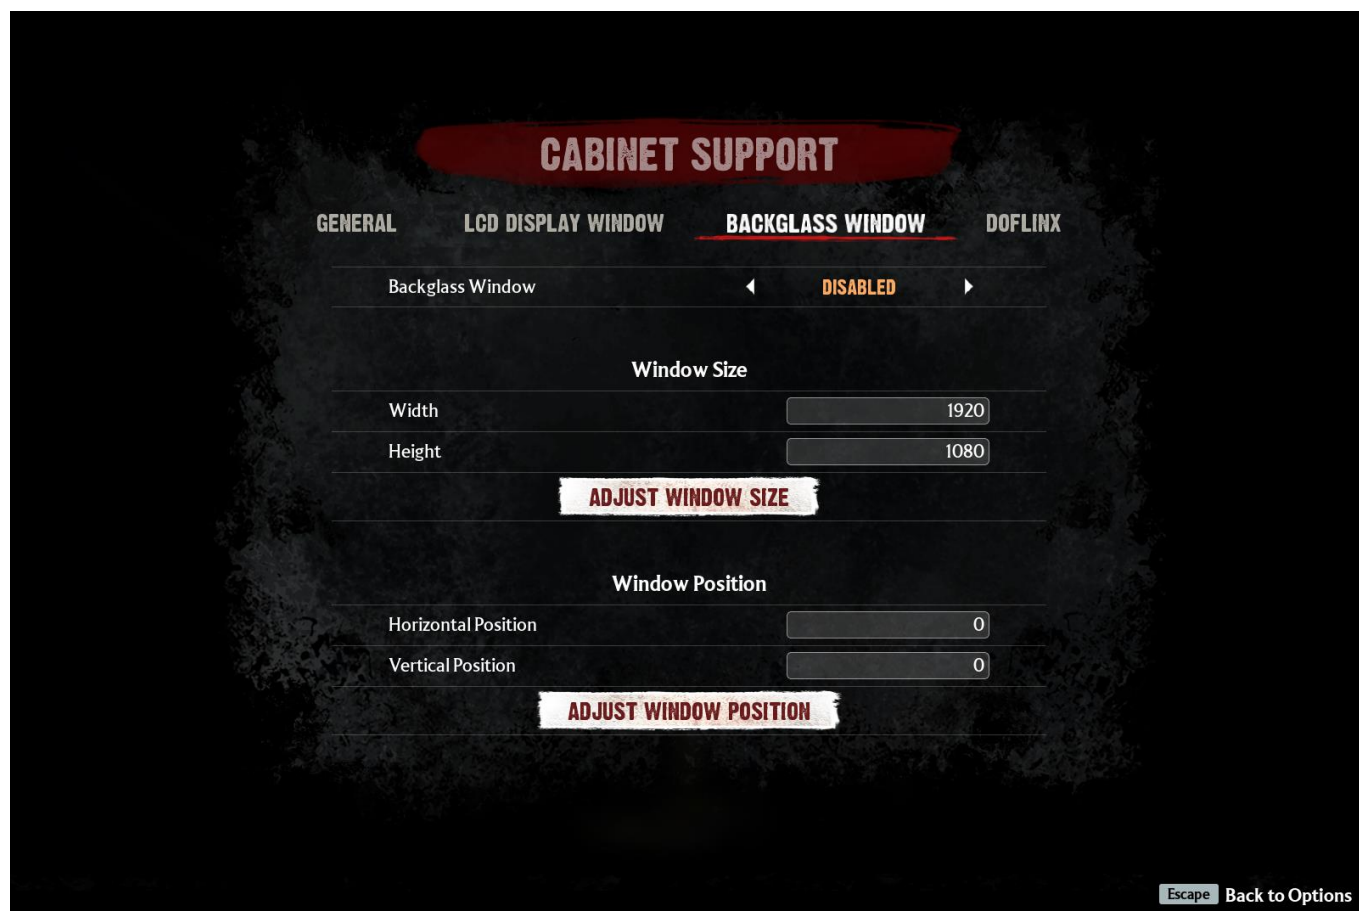 CABINET SUPPORT
GENERAL LCD DISPLAY WINDOW BACKGLASS WINDOW DOFLINX
Backglass Window DISABLED
Window Size
Width 1920
Height 1080
ADJUST WINDOW SIZE
Window Position
Horizontal Position 0
Vertical Position 0
ADJUST WINDOW POSITION
Escape Back to Options